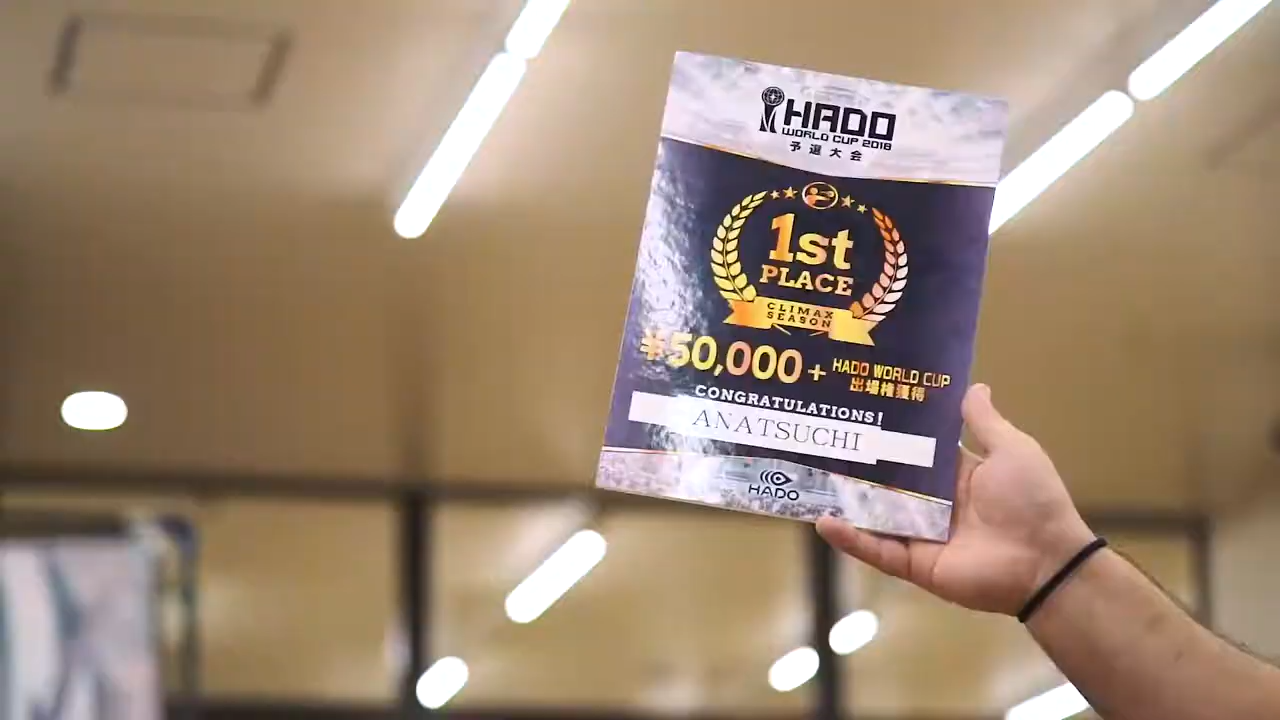 HADO
WORLD CUP 2018
予選大会
1st
PLACE
CLIMAX
SEASON
¥50,000 + HADO WORLD CUP
出場権獲得
CONGRATULATIONS!
ANATSUCHI
HADO